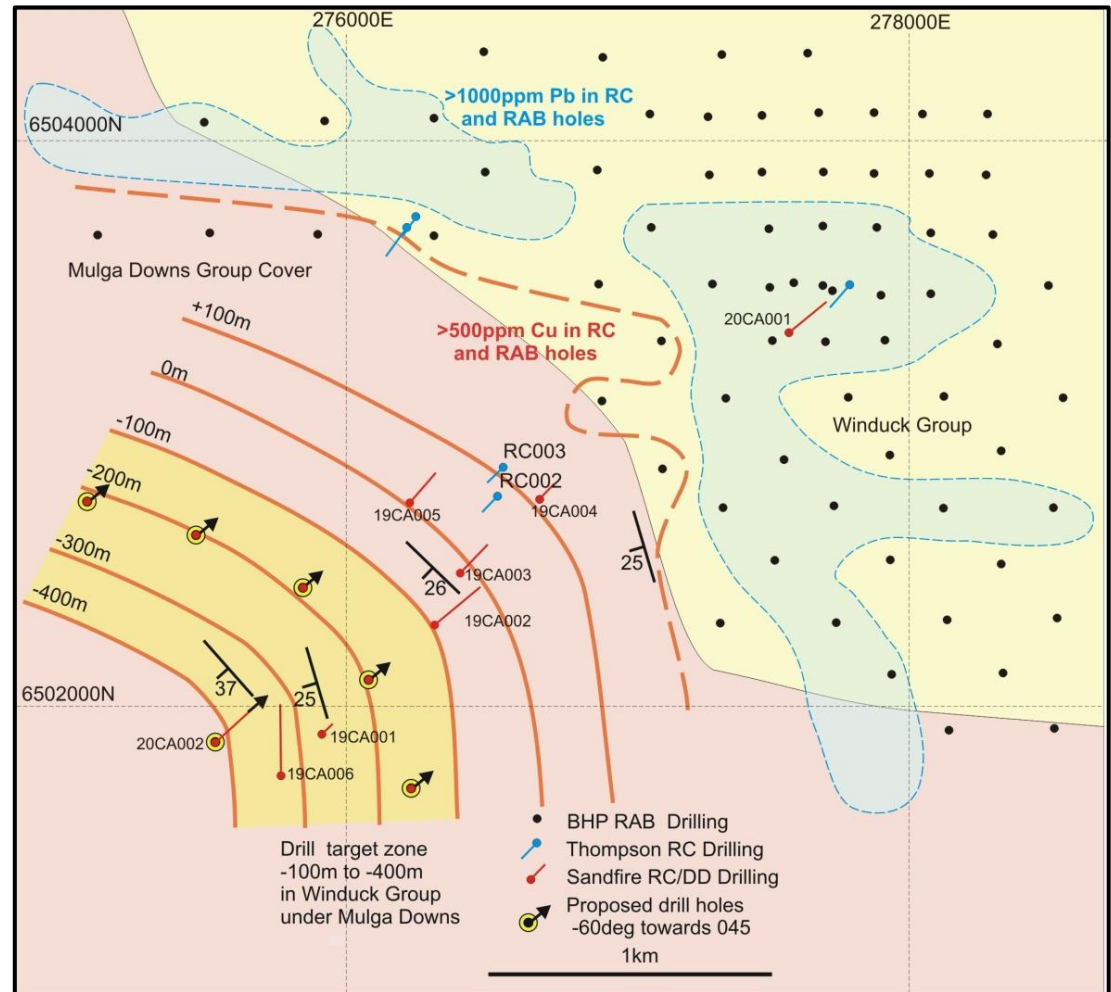 276000E
278000E
>1000ppm Pb in RC
and RAB holes
6504000N
Mulga Downs Group Cover
+100m
>500ppm Cu in RC
and RAB holes
20CA001
0m
-100m
Winduck Group
RC003
-200m
RC002
19CA005
19CA004
-300m
25
26
19CA003
-400m
19CA002
37
25
6502000N
20CA002
19CA001
19CA006
Drill target zone
-100m to -400m
in Winduck Group
under Mulga Downs
BHP RAB Drilling
Thompson RC Drilling
Sandfire RC/DD Drilling
Proposed drill holes
-60deg towards 045
1km